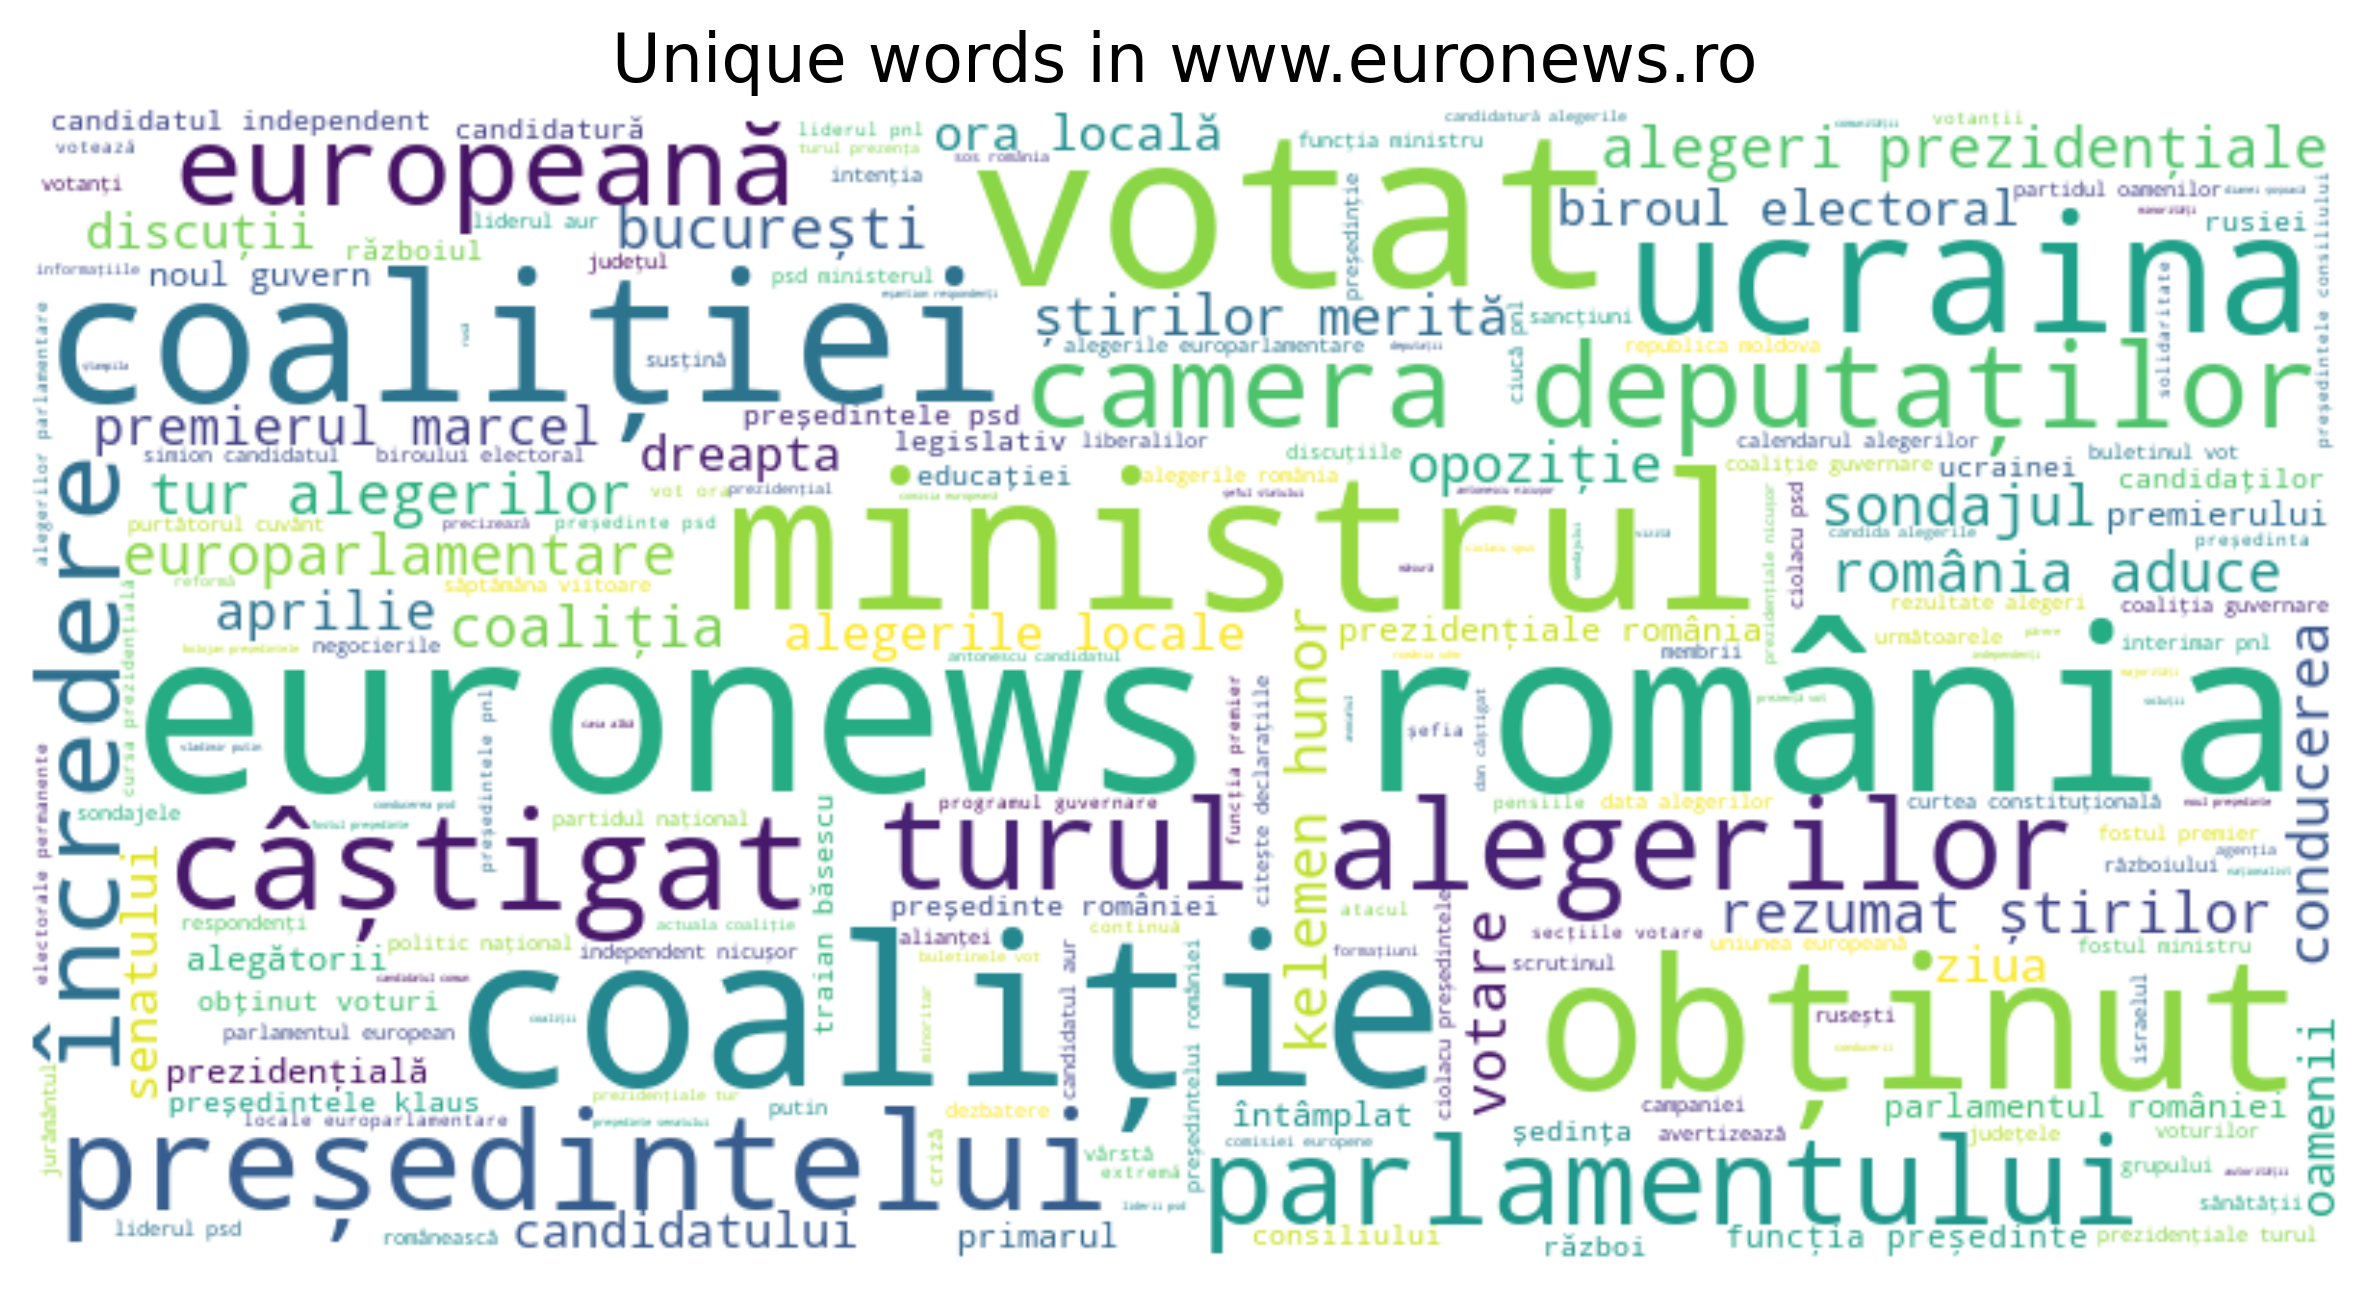 Unique words in www.euronews.ro
candidatul independent
candidatură
liderul pnl
ora locală
candidatură alegerile
funcția ministru
votanții
votează
europeană
turul prezența
sos românia
votat
alegeri prezidențiale
votanți
intenția
președinție
partidul oamenilor
discuții
liderul aur
bucurești
biroul electoral
rusiei
războiul
județul
ucraina
informațiile
noul guvern
psd ministerul
coaliției
știrilor merită
sancțiuni
solidaritate
președintele consiliului
susțină
alegerile europarlamentare
republica moldova
ciucă pnl
camera deputaților
alegerilor parlamentare
premierul marcel
președintele psd
legislativ
liberalilor
calendarul alegerilor
simion candidatul
biroului electoral
dreapta
discuțiile
opoziție
buletinul vot
încredere
educației
alegerile românia
coaliție guvernare
ucrainei
candidaților
tur alegerilor
vot ora
prezidențial
ministrul
sondajul
premierului
purtătorul cuvânt
precizează
președinte psd
ciolacu psd
candida alegerile
președinta
europarlamentare
prezidențiale nicușor
românia aduce
reformă
săptămâna viitoare
cursa prezidențială
aprilie
coaliția
alegerile locale
prezidențiale românia
rezultate alegeri
coaliția guvernare
negocierile
antonescu candidatul
kelemen hunor
membrii
următoarele
interimar pnl
conducerea
euronews
românia
președintele pnl
casa albă
funcția premier
citește declarațiile
șefia
dan câștigat
vladimir putin
electorale permanente
sondajele
partidul național
programul guvernare
pensiile
data alegerilor
curtea constituțională
noul președinte
câștigat
turul alegerilor
fostul premier
agenția
războiului
senatului
traian băsescu
președinte româniei
atacul
rezumat știrilor
respondenți
actuala coaliție
alianței
continuă
ciolacu președintele
votare
secțiile votare
politic național
independent nicușor
buletinele vot
formațiuni
uniunea europeană
fostul ministru
alegătorii
scrutinul
ziua
obținut voturi
coaliție
candidatul aur
președintelui româniei
obținut
parlamentul european
minoritar
rusești
israelul
oamenii
prezidențială
președintele klaus
prezidențiale tur
putin
dezbatere
întâmplat
campaniei
parlamentul româniei
jurământul
locale europarlamentare
comisiei europene
ședința
avertizează
județele
voturilor
președintelui
criză
vârstă
extremă
parlamentului
grupului
sănătății
liderul psd
românească
candidatului
primarul
consiliului
război
funcția președinte
prezidențiale turul